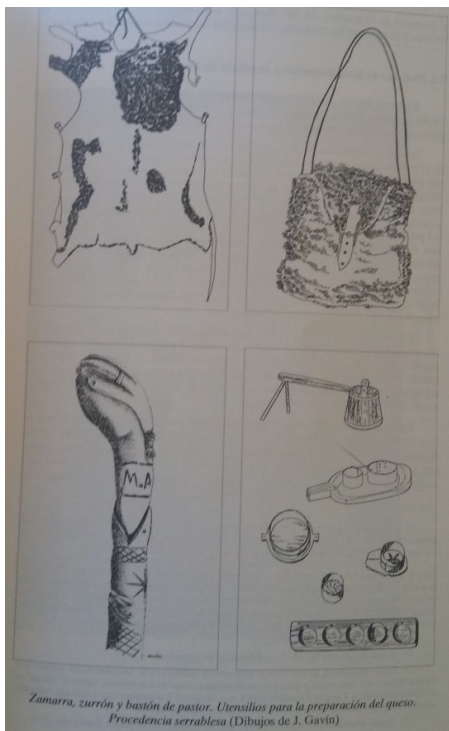 M.A
Zamarra, zurrón y bastón de pastor. Utensilios para la preparación del queso.
Procedencia serrablesa (Dibujos de J. Gavín)